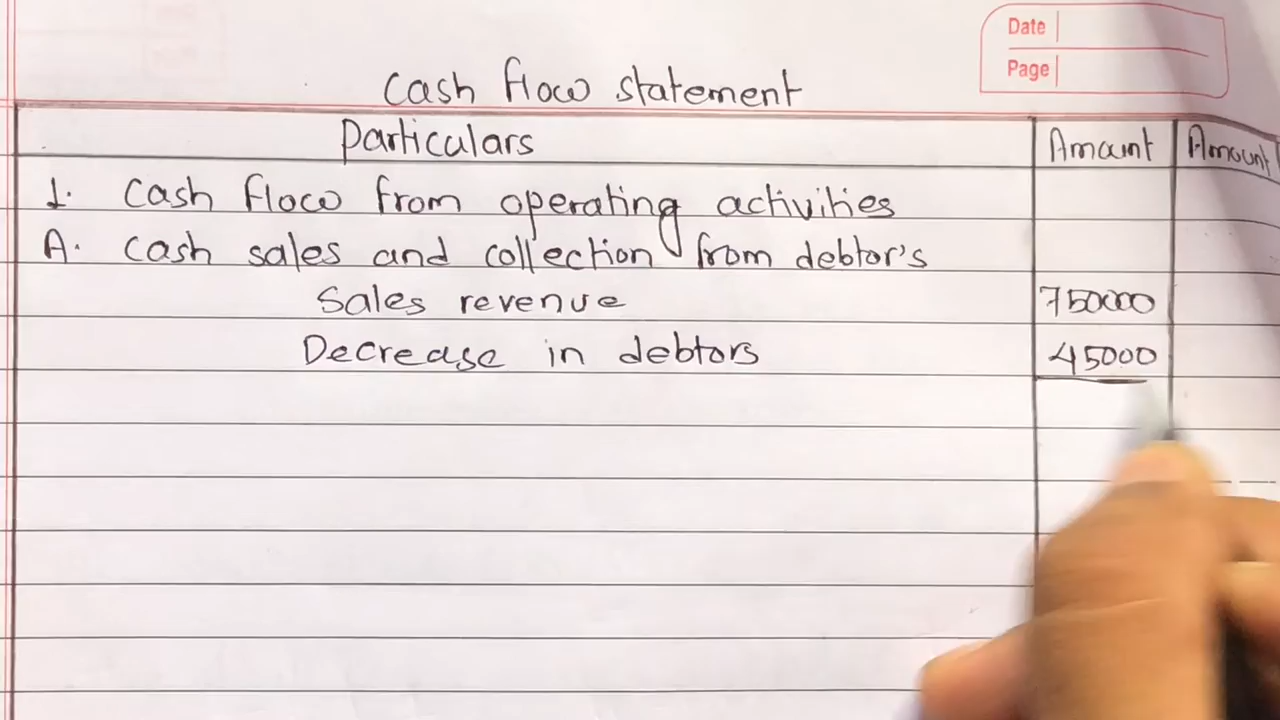 Date
Page
Cash flow statement
Particulars Amount Amount
1. Cash flow from operating activities
A. Cash sales and collection from debtor's
Sales revenue 750000
Decrease in debtors 45000